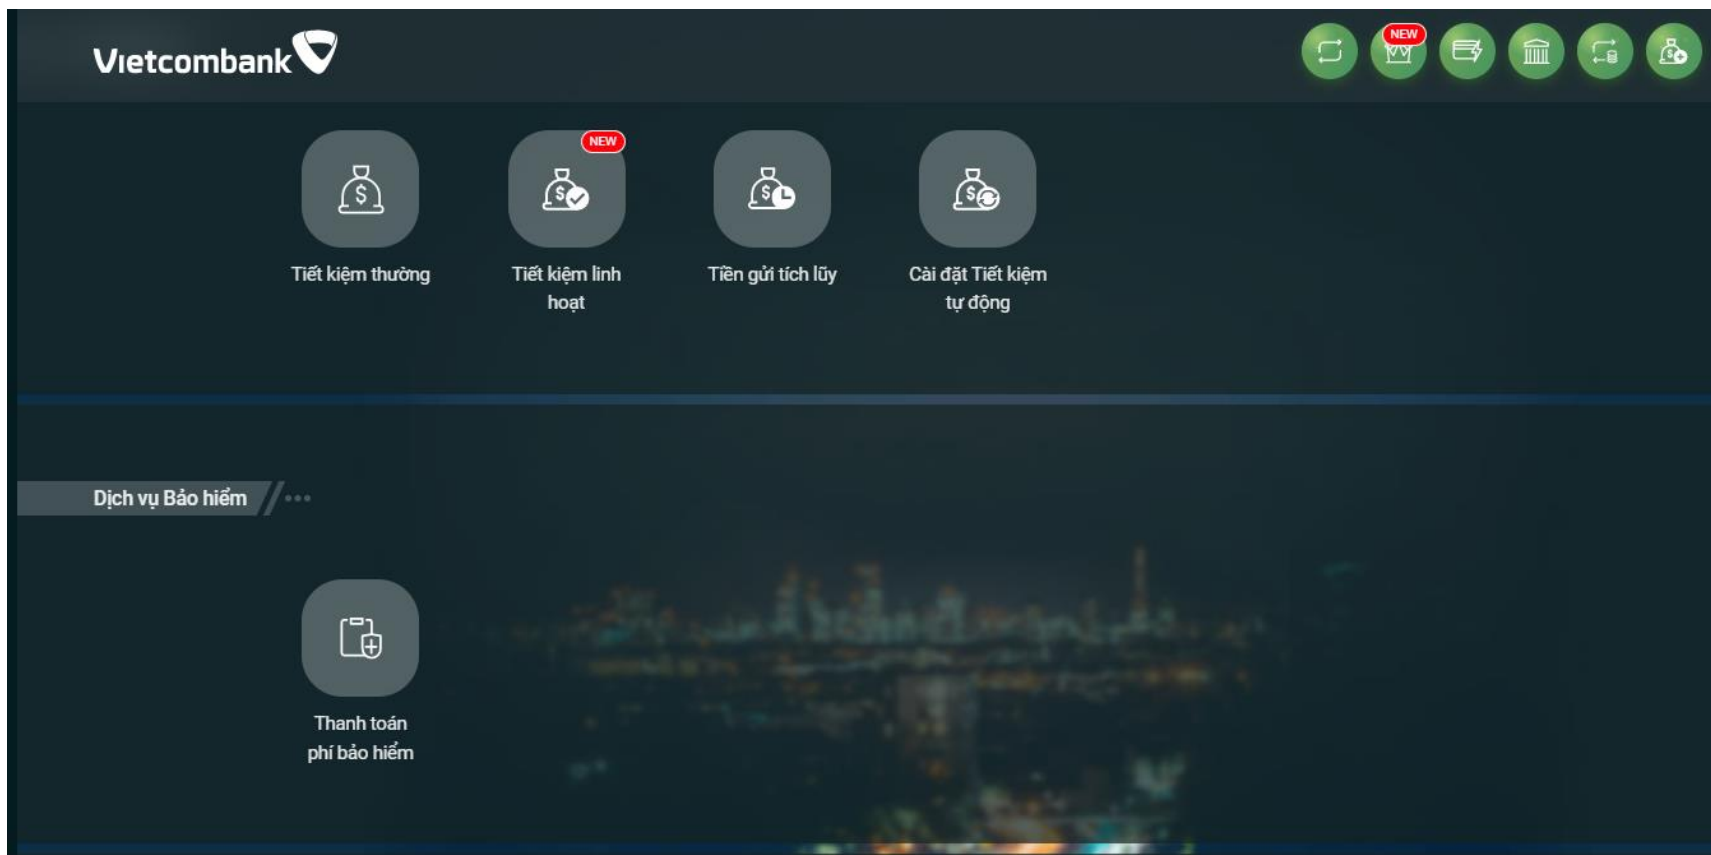 Vietcombank
NEW
NEW
Tiết kiệm thường
Tiết kiệm linh
hoạt
Tiền gửi tích lũy
Cài đặt Tiết kiệm
tự động
Dịch vụ Bảo hiểm
Thanh toán
phí bảo hiểm